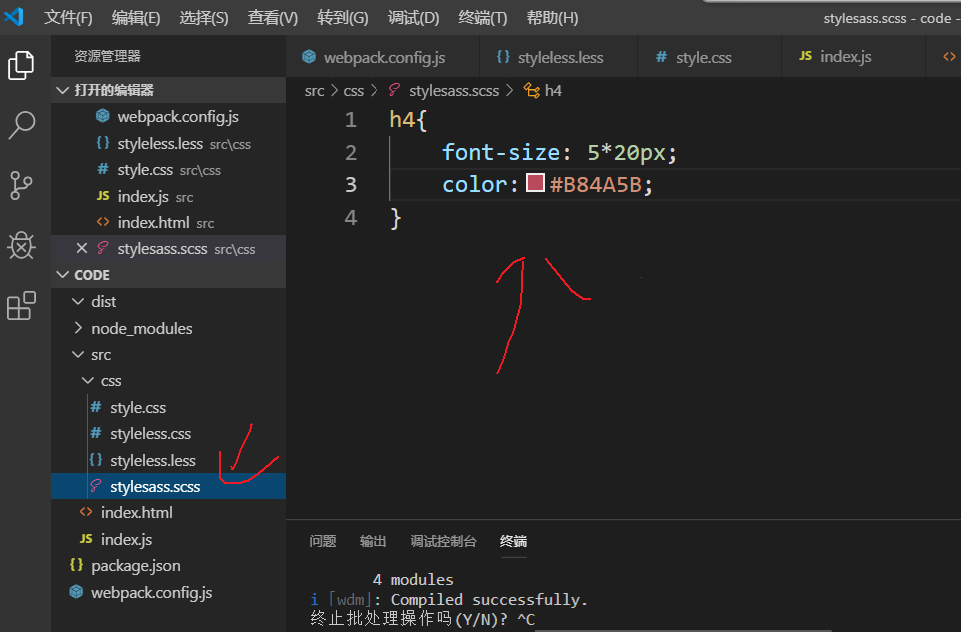 文件(F) 编辑(E) 选择(S) 查看(V) 转到(G) 调试(D) 终端(T) 帮助(H) stylesass.scss - code -
资源管理器
打开的编辑器
webpack.config.js
styleless.less src\css
style.css src\css
index.js src
index.html src
stylesass.scss src\css
CODE
dist
node_modules
src
css
style.css
styleless.css
styleless.less
stylesass.scss
index.html
index.js
package.json
webpack.config.js
webpack.config.js styleless.less style.css index.js
src > css > stylesass.scss > h4
1 h4{
2 font-size: 5*20px;
3 color: #B84A5B;
4 }
问题 输出 调试控制台 终端
4 modules
i ｢wdm｣: Compiled successfully.
终止批处理操作吗(Y/N)? ^C